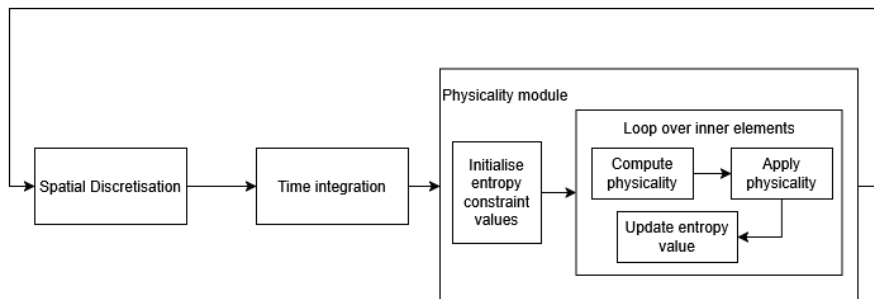 Physicality module
Loop over inner elements
Spatial Discretisation
Time integration
Initialise
entropy
constraint
values
Compute
physicality
Apply
physicality
Update entropy
value